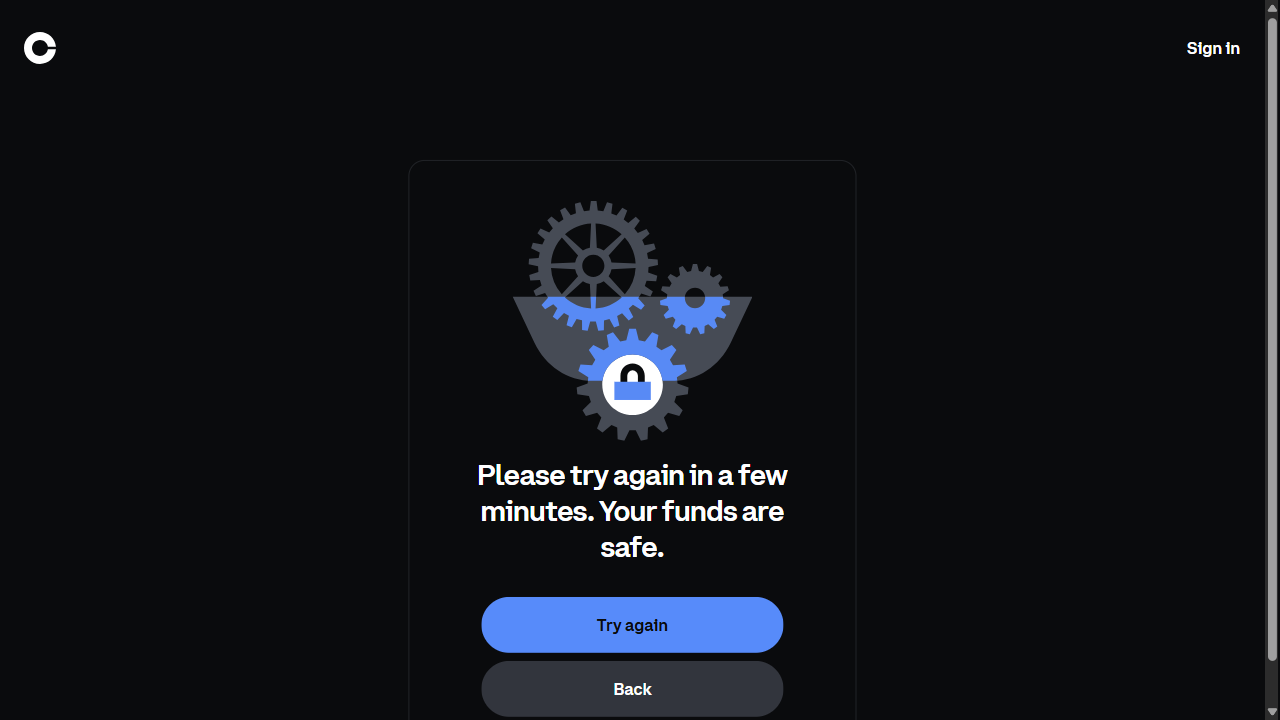 Sign in
Please try again in a few
minutes. Your funds are
safe.
Try again
Back